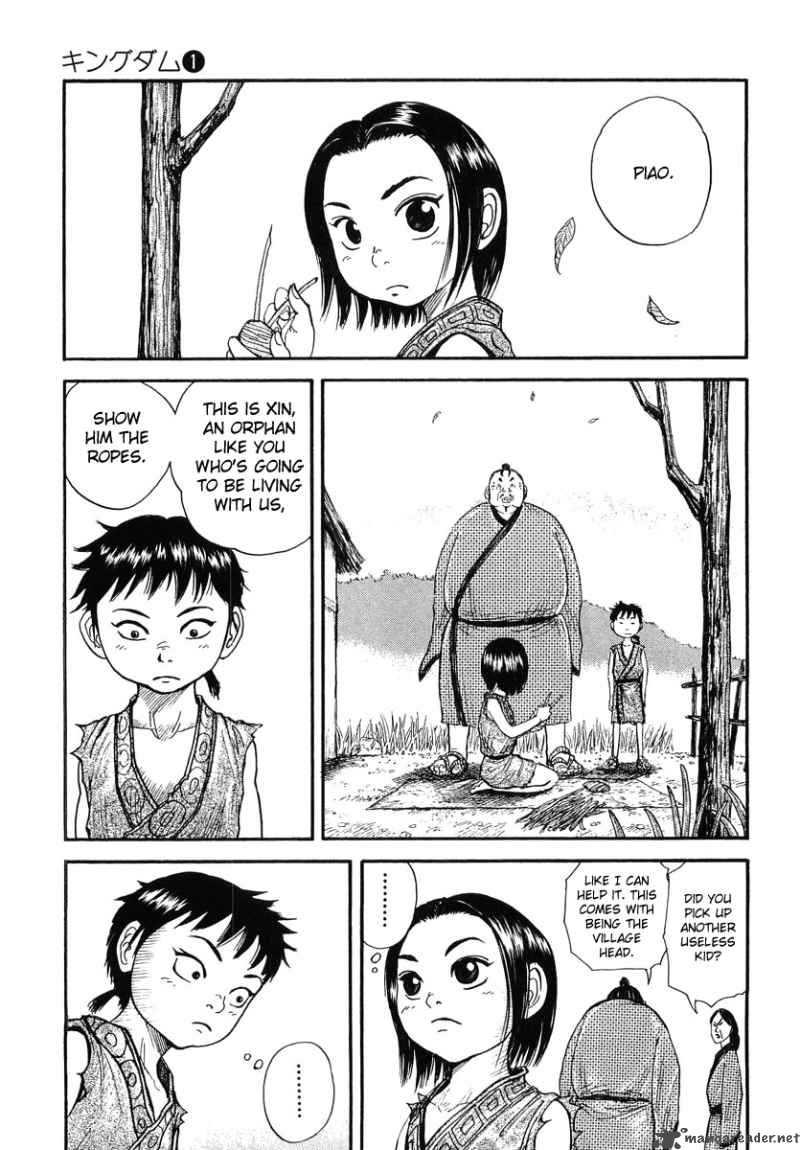 キングダム❶
PIAO.
THIS IS XIN,
AN ORPHAN
LIKE YOU
WHO'S GOING
TO BE LIVING
WITH US,
SHOW
HIM THE
ROPES.
DID YOU
PICK UP
ANOTHER
USELESS
KID?
LIKE I CAN
HELP IT. THIS
COMES WITH
BEING THE
VILLAGE
HEAD.
………
………
mangareader.net